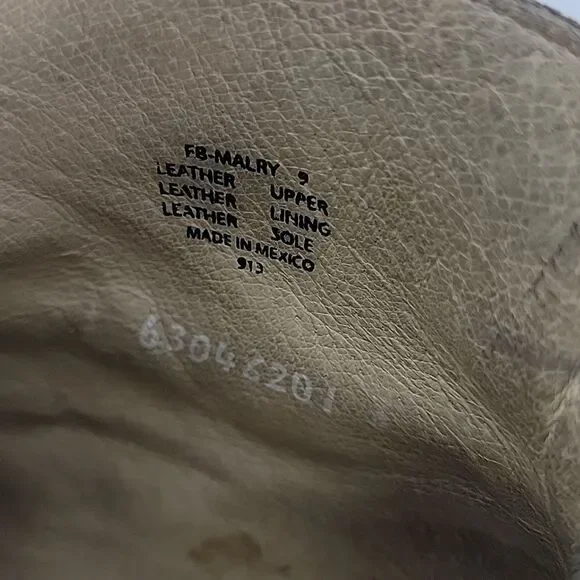 FB-MALRY 9
LEATHER UPPER
LEATHER LINING
LEATHER SOLE
MADE IN MEXICO
913
63046201